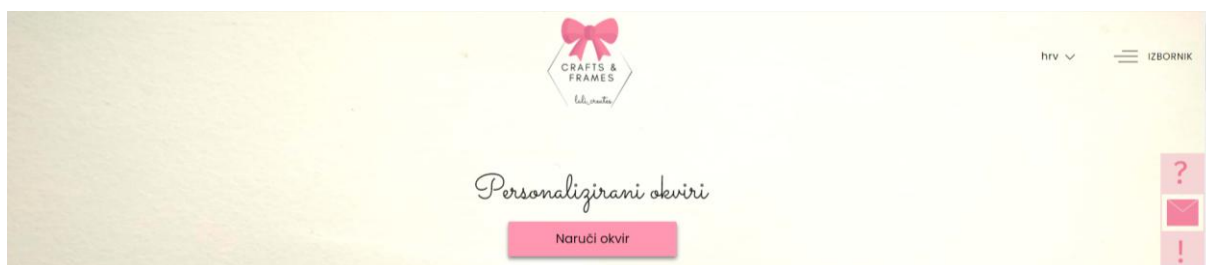 CRAFTS &
FRAMES
hrv
IZBORNIK
Personalizirani okviri
Naruči okvir
?
!